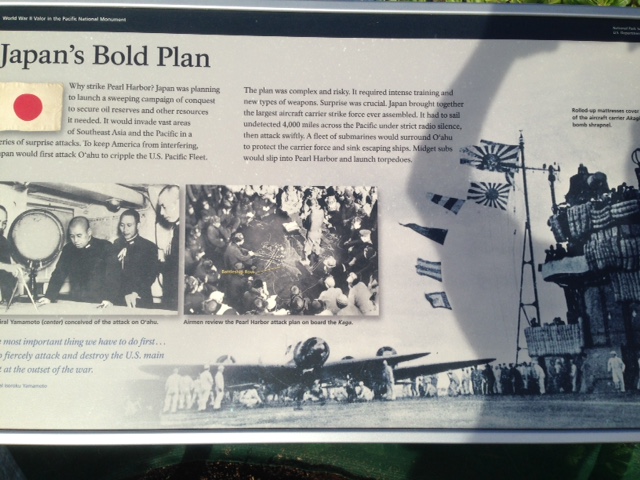 World War II Valor in the Pacific National Monument
Japan's Bold Plan
Why strike Pearl Harbor? Japan was planning
to launch a sweeping campaign of conquest
to secure oil reserves and other resources
it needed. It would invade vast areas
of Southeast Asia and the Pacific in a
series of surprise attacks. To keep America from interfering,
Japan would first attack O'ahu to cripple the U.S. Pacific Fleet.
The plan was complex and risky. It required intense training and
new types of weapons. Surprise was crucial. Japan brought together
the largest aircraft carrier strike force ever assembled. It had to sail
undetected 4,000 miles across the Pacific under strict radio silence,
then attack swiftly. A fleet of submarines would surround O'ahu
to protect the carrier force and sink escaping ships. Midget subs
would slip into Pearl Harbor and launch torpedoes.
Rolled-up mattresses cover
of the aircraft carrier Akagi
bomb shrapnel.
Battleship Row
Yamamoto (center) conceived of the attack on O'ahu.
Airmen review the Pearl Harbor attack plan on board the Kaga.
most important thing we have to do first...
fiercely attack and destroy the U.S. main
at the outset of the war.
Isoroku Yamamoto